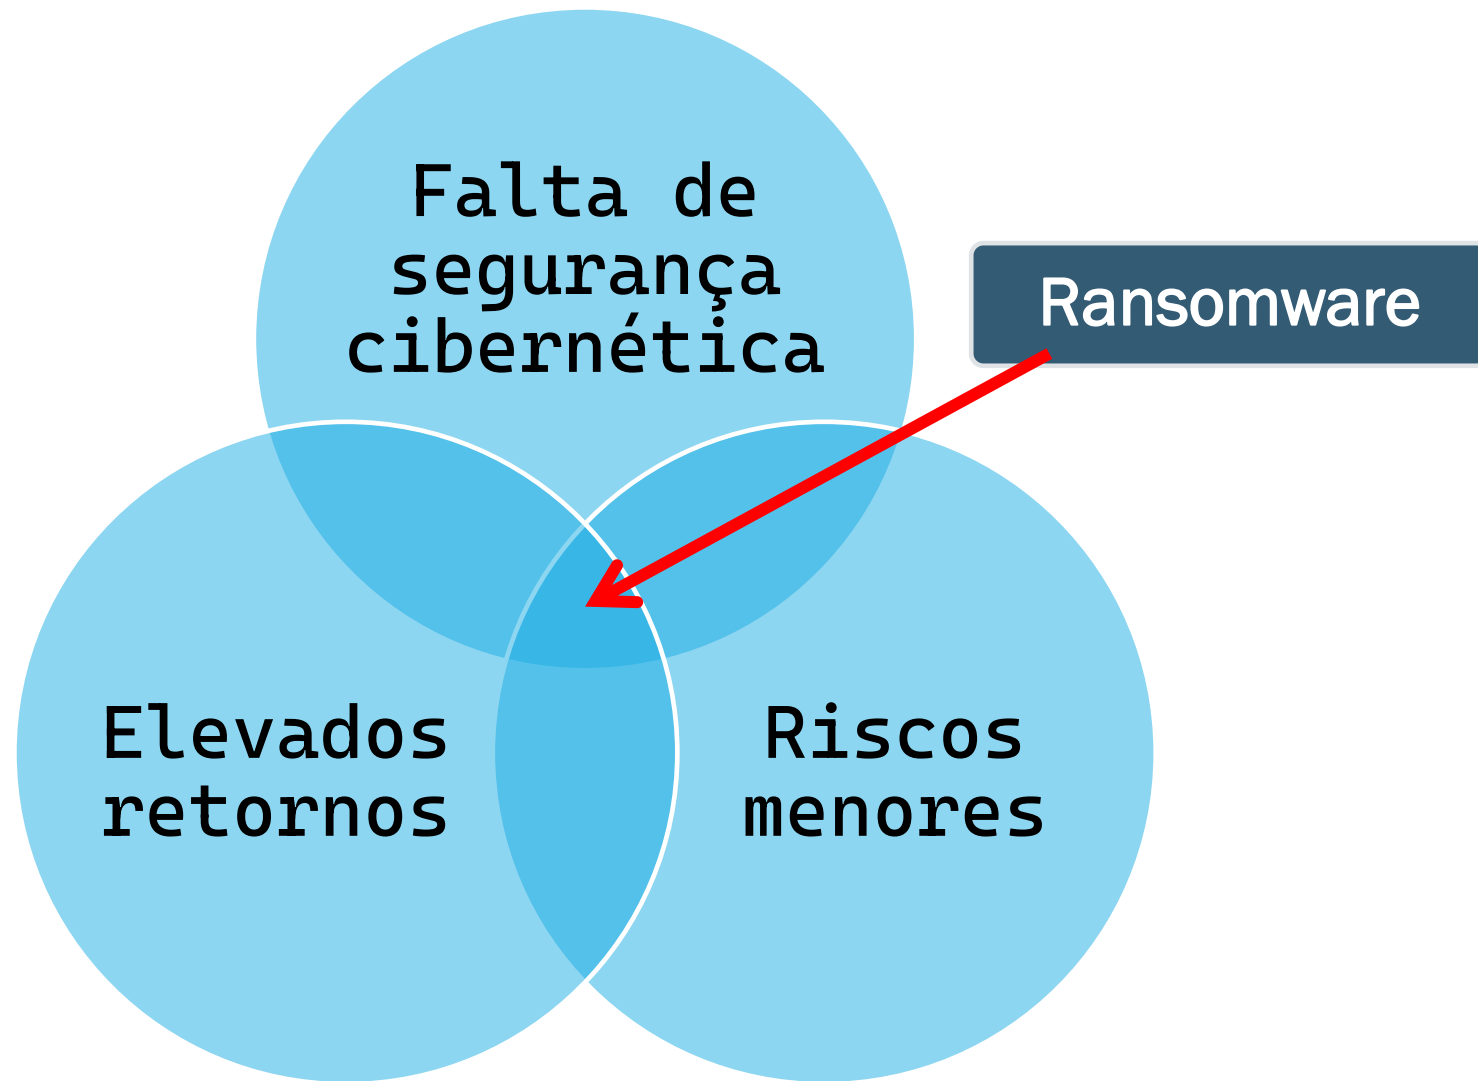 Falta de
segurança
cibernética
Ransomware
Elevados
retornos
Riscos
menores